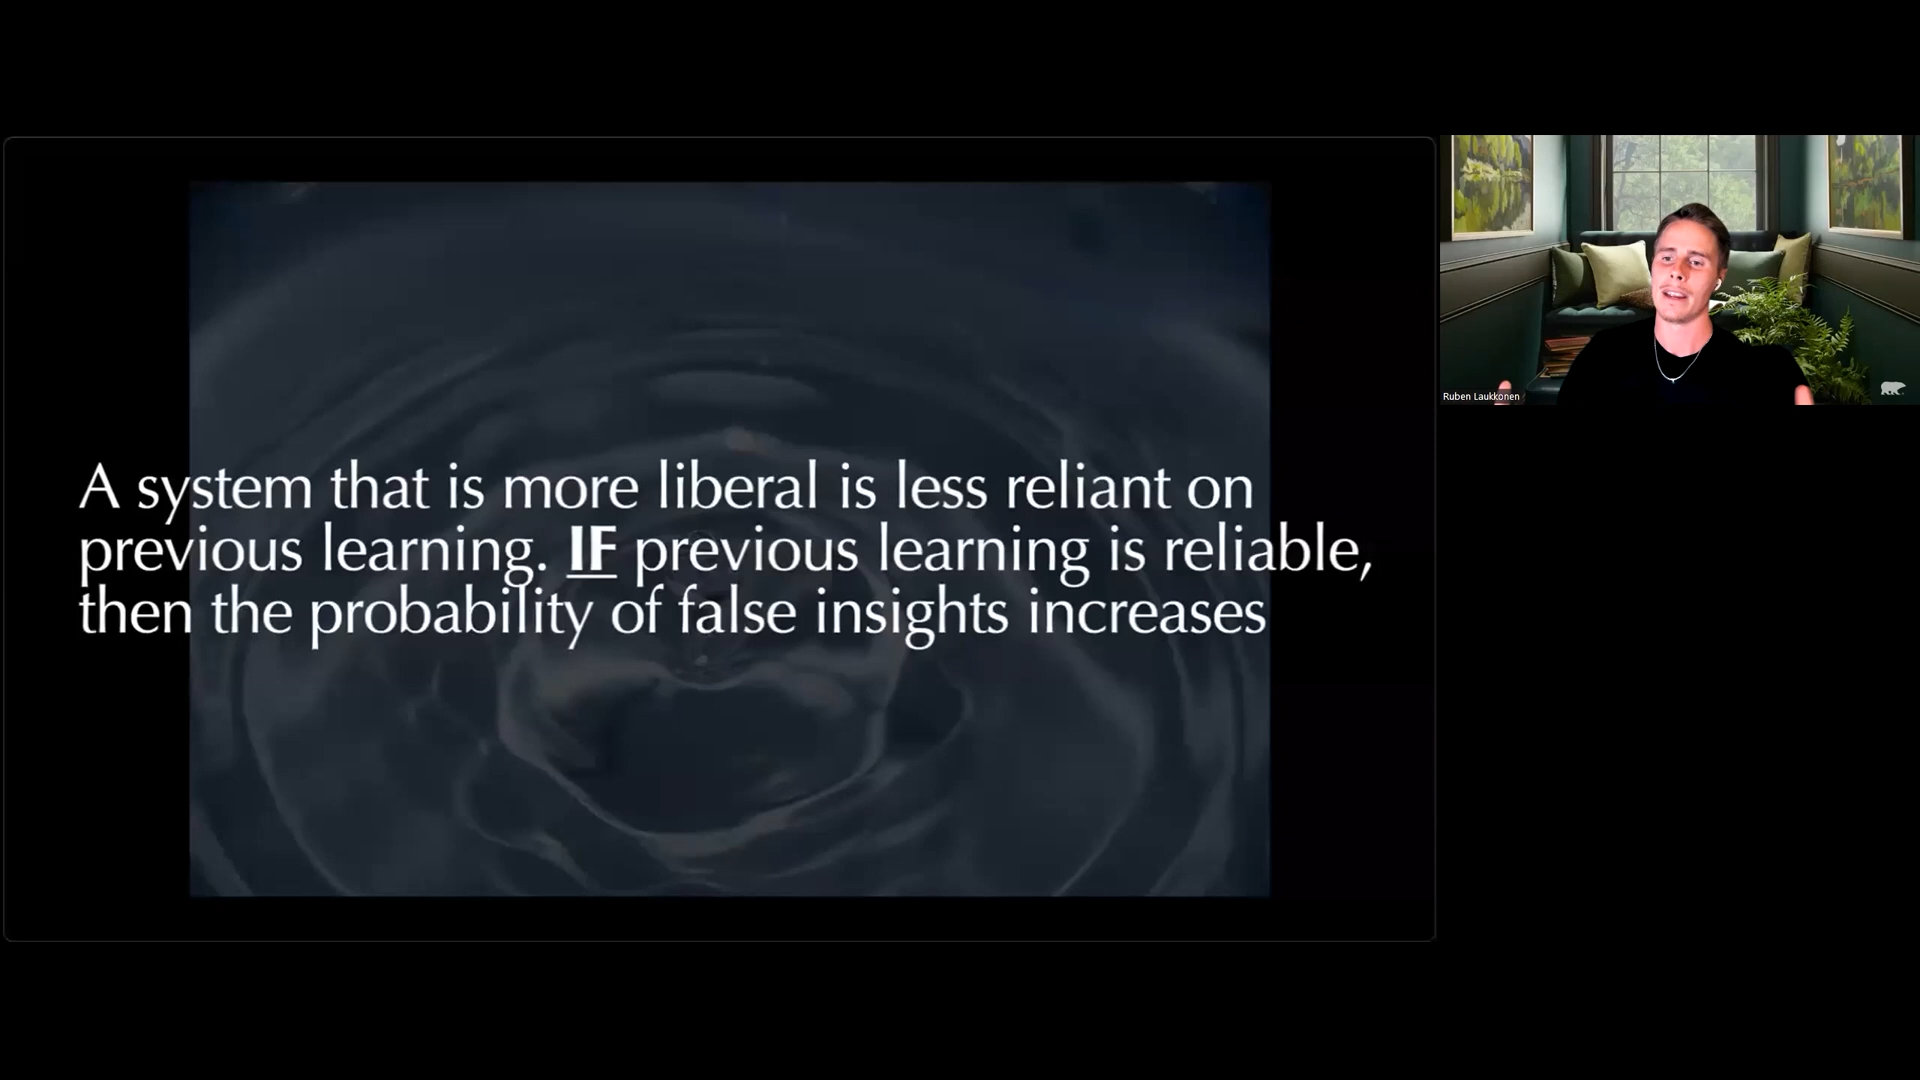 A system that is more liberal is less reliant on
previous learning. IF previous learning is reliable,
then the probability of false insights increases
Ruben Laukkonen